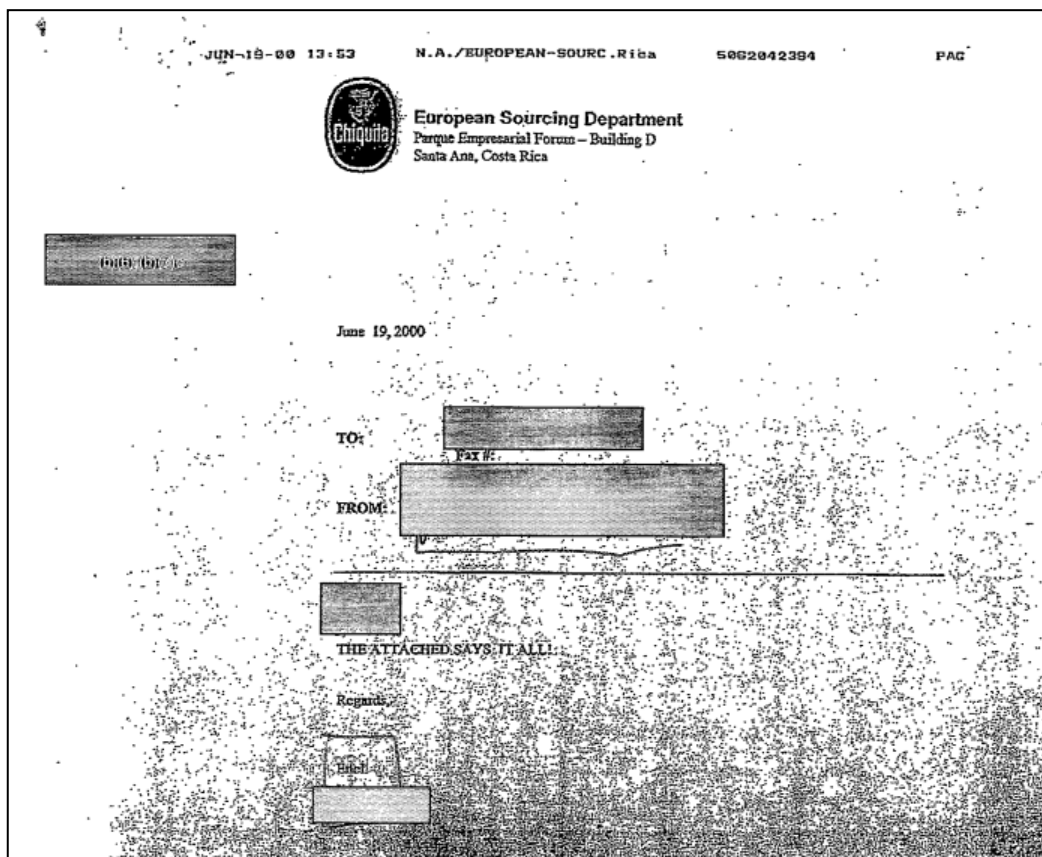 JUN-19-00 13:53 N.A./EUROPEAN-SOURC.Rica 5062042394 PAG
Chiquita
European Sourcing Department
Parque Empresarial Forum – Building D
Santa Ana, Costa Rica
June 19, 2000
TO:
Fax #:
FROM:
THE ATTACHED SAYS IT ALL!
Regards,